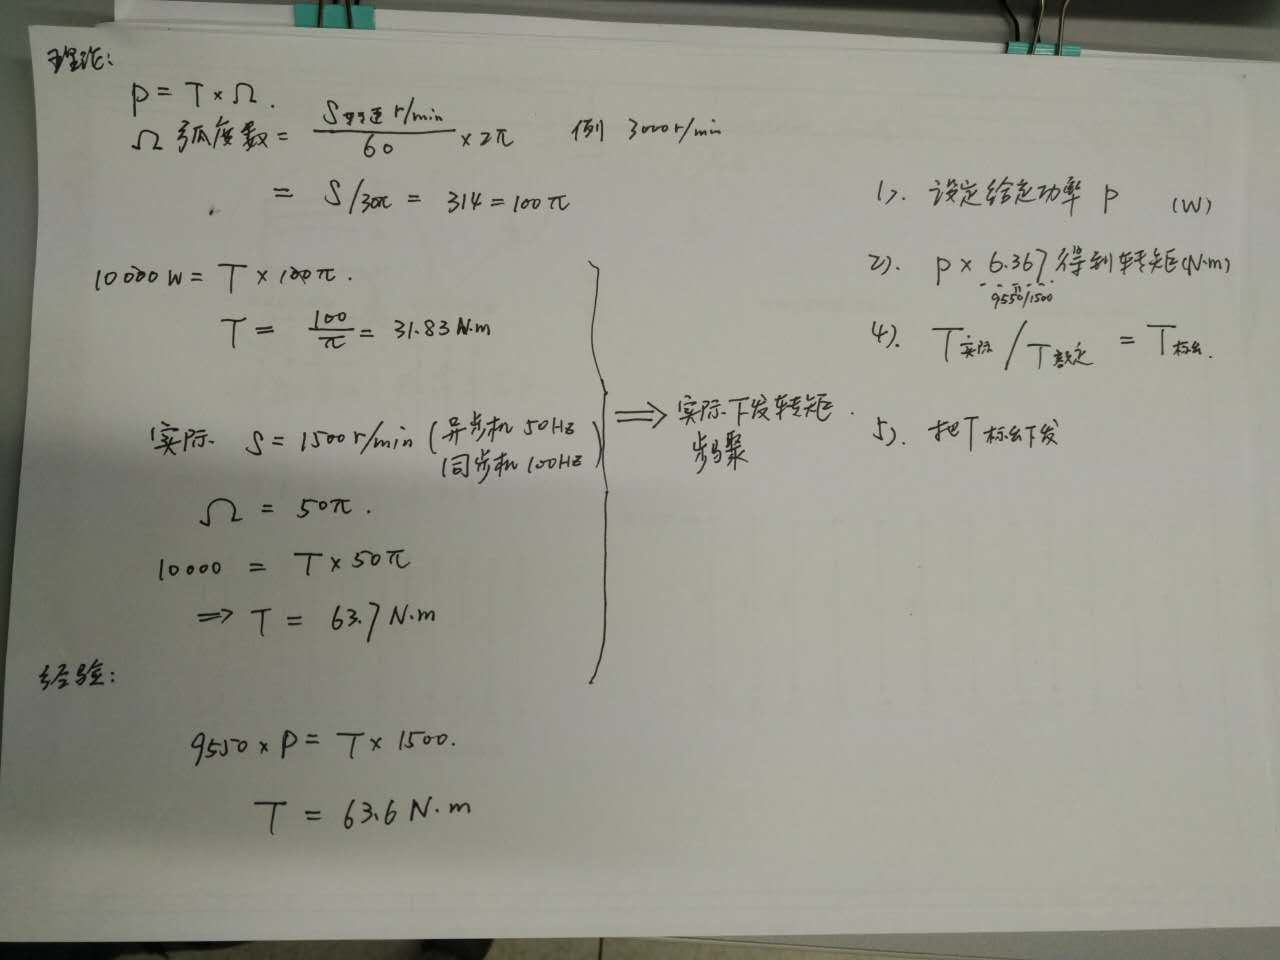 理论:
P = T × Ω.
Ω 弧度数 = S转速 r/min / 60 × 2π 例 3000r/min
= S/30π = 314 = 100π
10000 W = T × 100π.
T = 100/π = 31.83 N·m
实际 S = 1500 r/min (异步机 50Hz
同步机 100Hz)
Ω = 50π.
10000 = T × 50π
⇒ T = 63.7 N·m
经验:
9550 × P = T × 1500.
T = 63.6 N·m
⇒ 实际下发转矩
步骤
1). 设定给定功率 P (W)
2). P × 6.367 得到转矩(N·m)
9550/1500
4). T实际 / T额定 = T标幺.
5). 把T标幺下发